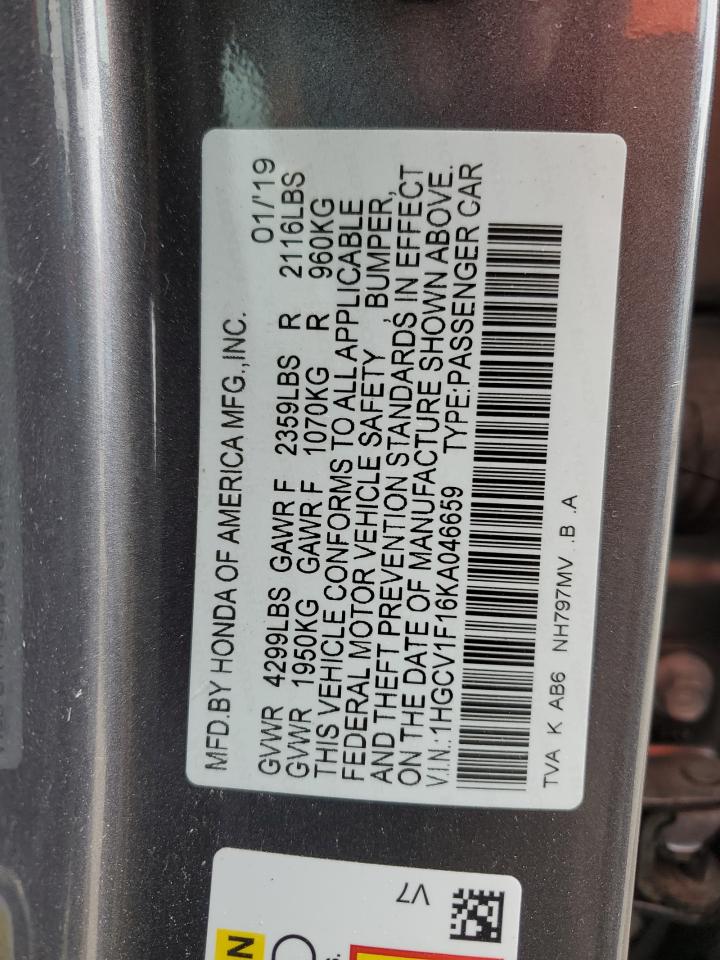 MFD.BY HONDA OF AMERICA MFG.,INC. 01/'19
GVWR 4299LBS GAWR F 2359LBS R 2116LBS
GVWR 1950KG GAWR F 1070KG R 960KG
THIS VEHICLE CONFORMS TO ALL APPLICABLE
FEDERAL MOTOR VEHICLE SAFETY , BUMPER,
AND THEFT PREVENTION STANDARDS IN EFFECT
ON THE DATE OF MANUFACTURE SHOWN ABOVE.
V.I.N.:1HGCV1F16KA046659 TYPE:PASSENGER CAR
TVA K AB6 NH797MV .B .A
V7